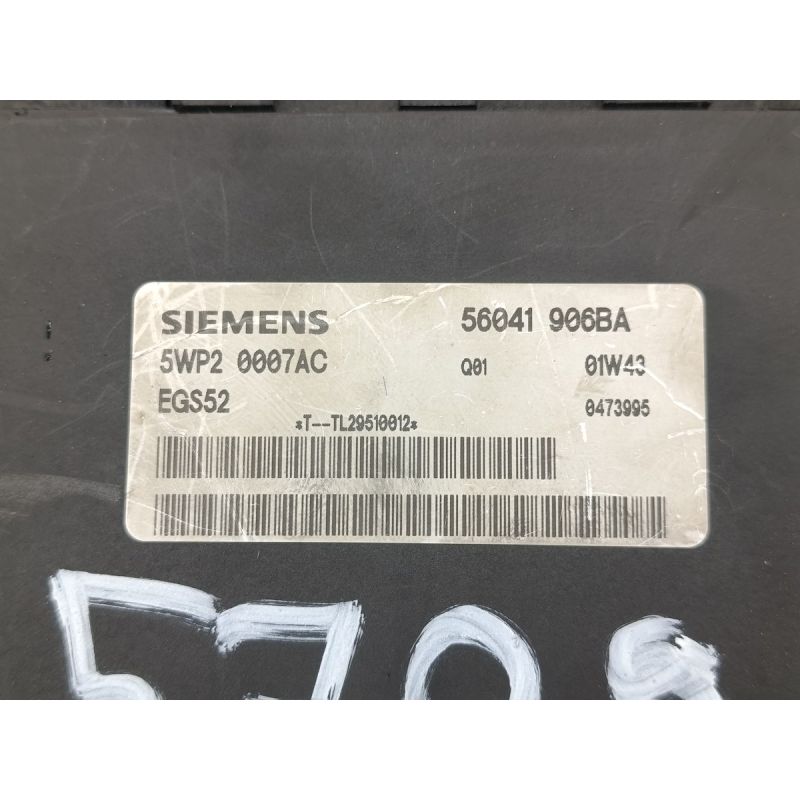 SIEMENS 56041 906BA
5WP2 0007AC Q01 01W43
EGS52 0473995
*T--TL29510012*